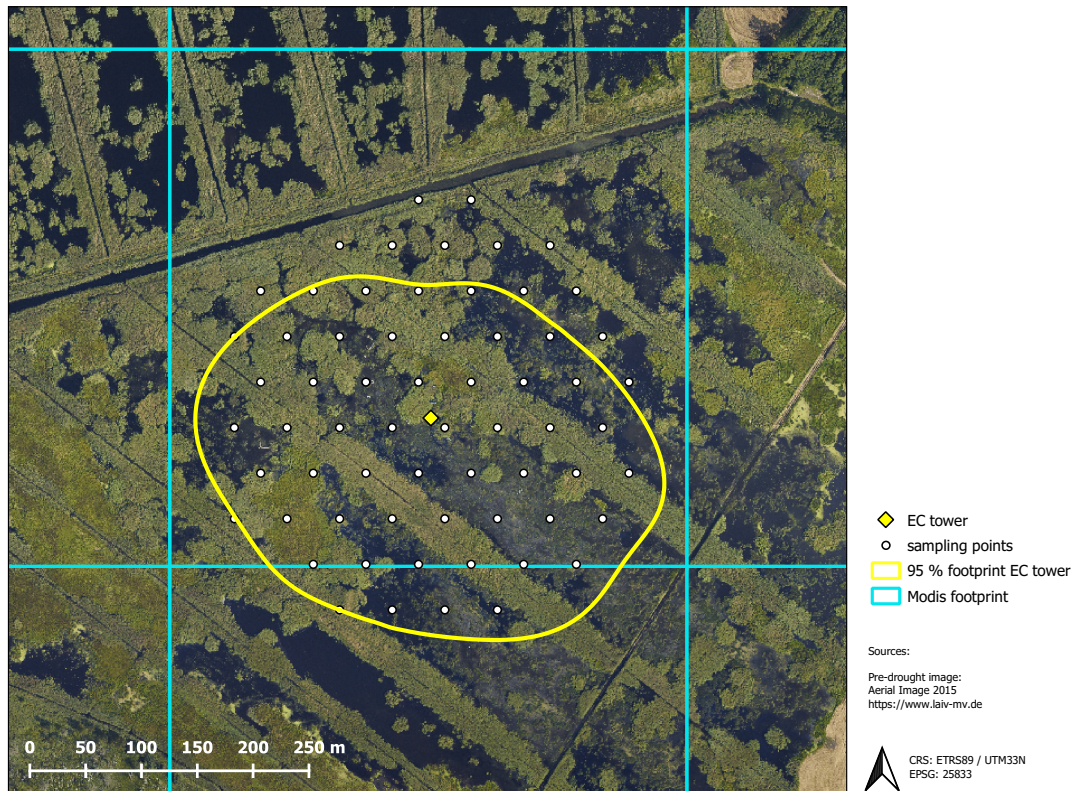 EC tower
sampling points
95 % footprint EC tower
Modis footprint
Sources:
Pre-drought image:
Aerial Image 2015
https://www.laiv-mv.de
0 50 100 150 200 250 m
CRS: ETRS89 / UTM33N
EPSG: 25833